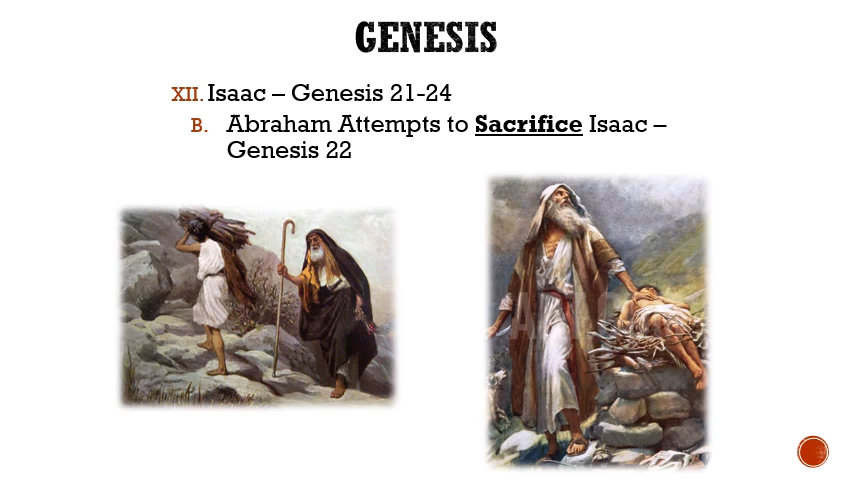 GENESIS
XII. Isaac – Genesis 21-24
B. Abraham Attempts to Sacrifice Isaac –
Genesis 22